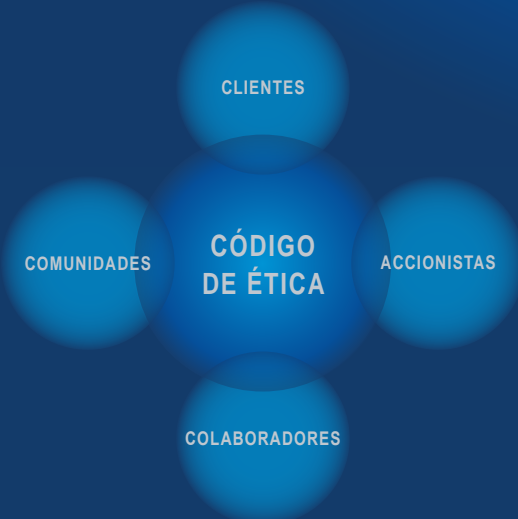 CLIENTES
COMUNIDADES
CÓDIGO
DE ÉTICA
ACCIONISTAS
COLABORADORES